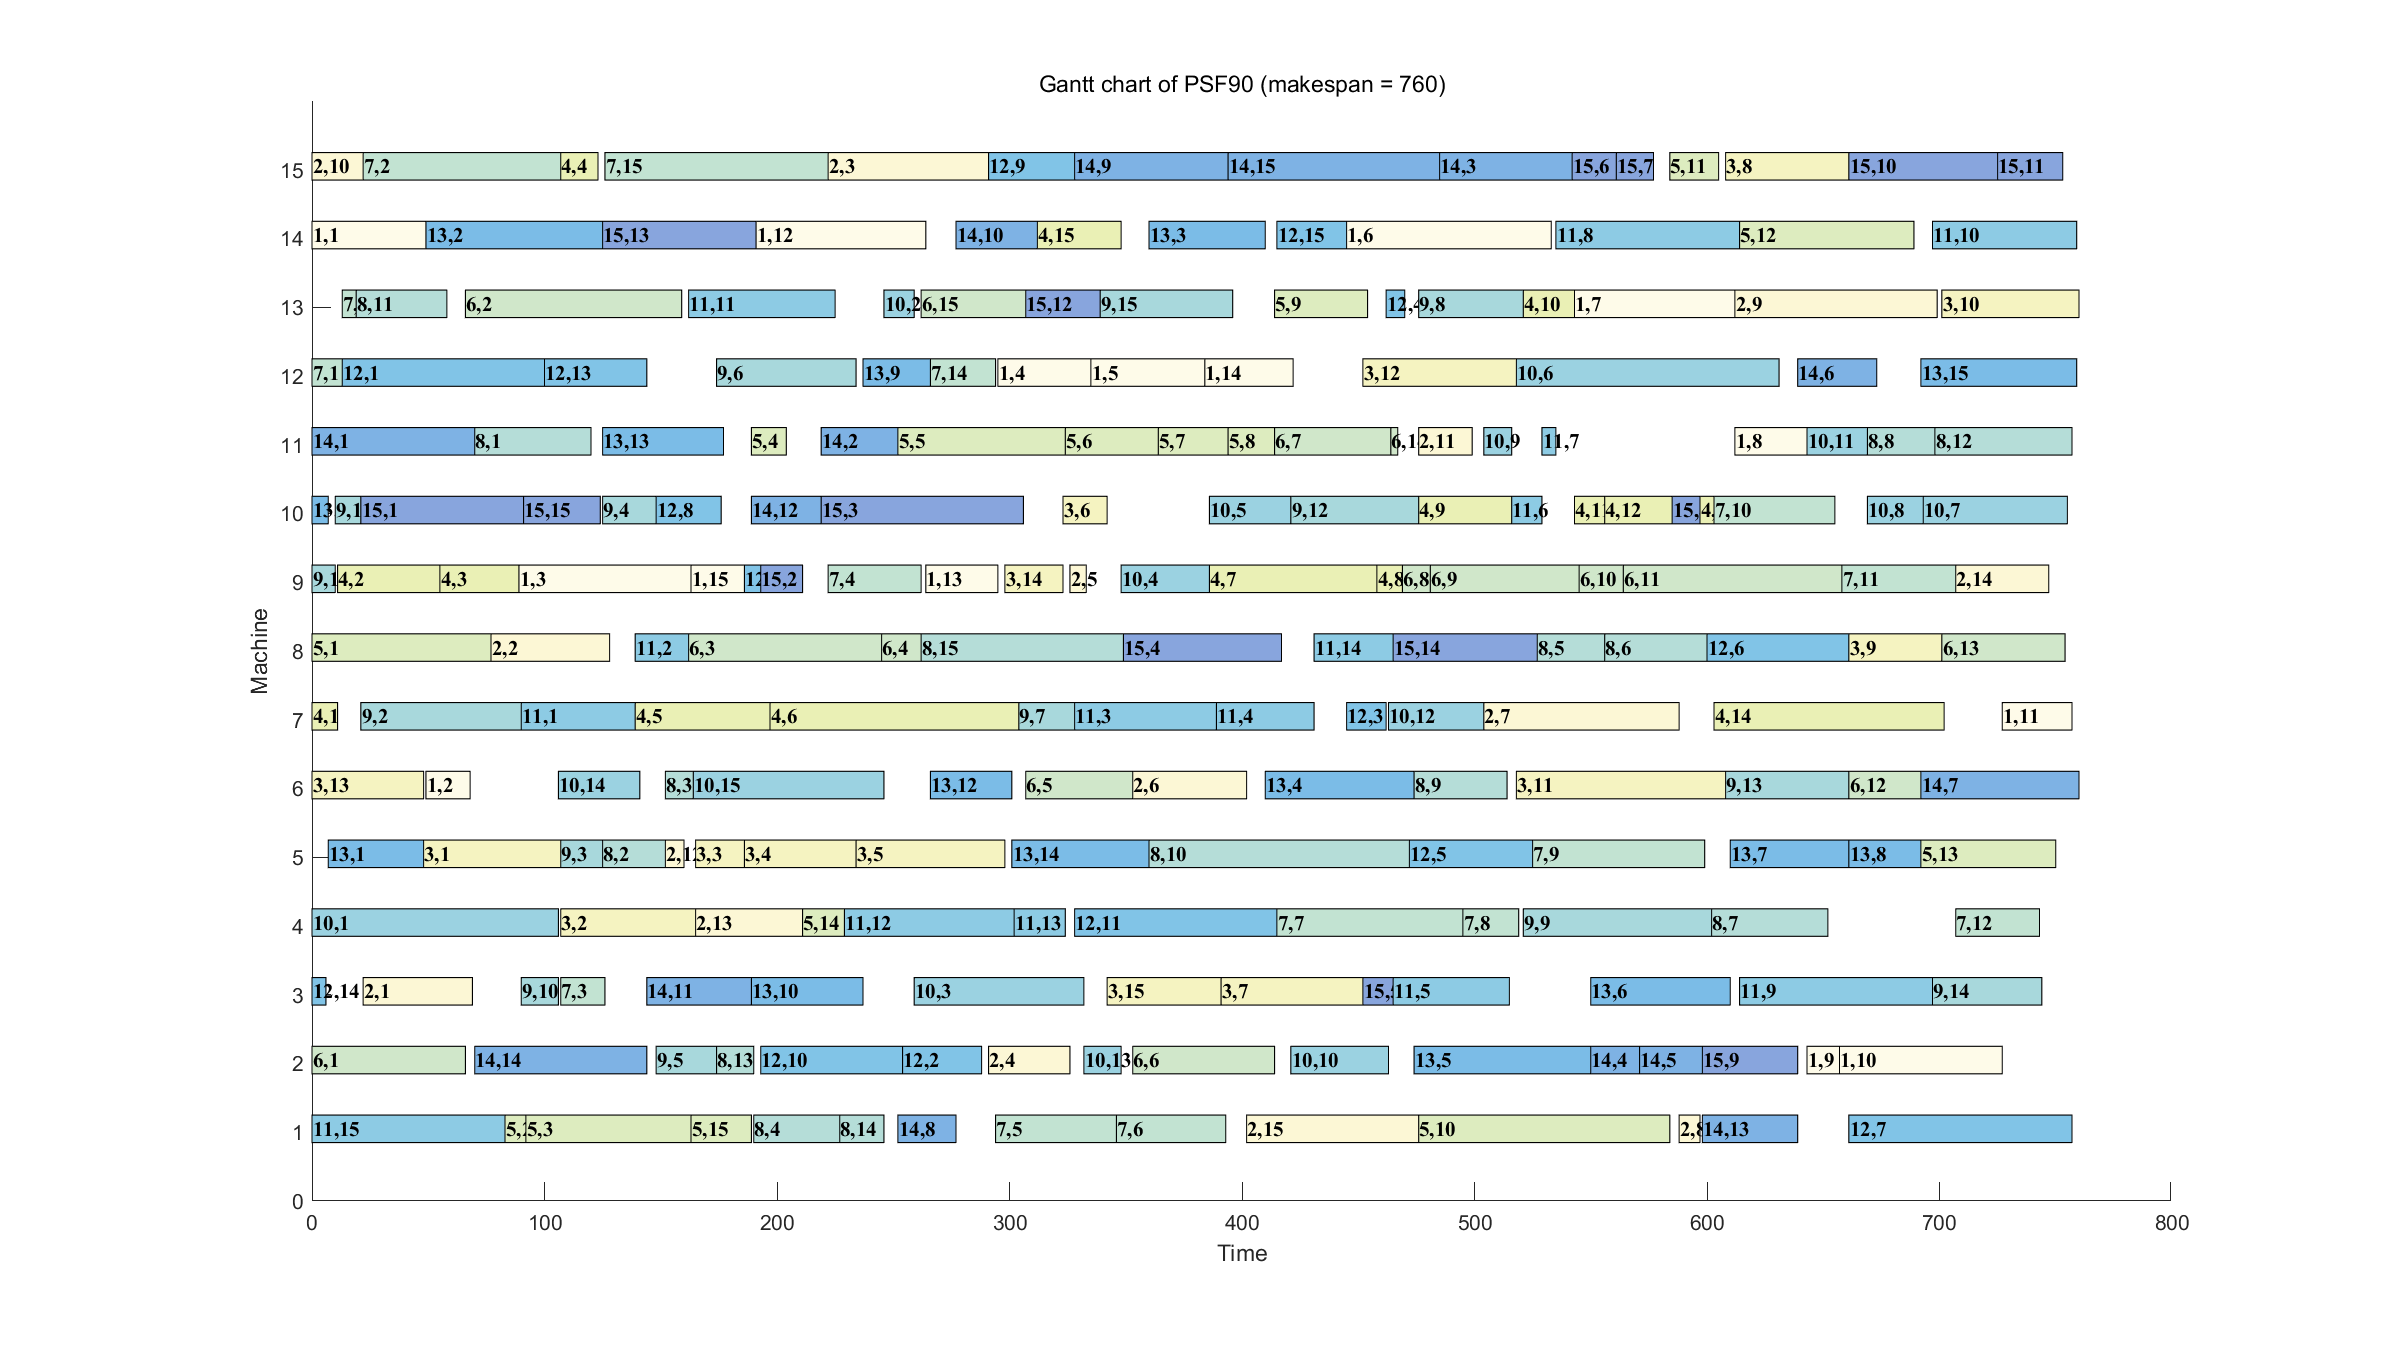 Gantt chart of PSF90 (makespan = 760)
15 2,10 7,2 4,4 7,15 2,3 12,9 14,9 14,15 14,3 15,6 15,7 5,11 3,8 15,10 15,11
14 1,1 13,2 15,13 1,12 14,10 4,15 13,3 12,15 1,6 11,8 5,12 11,10
13 8,11 6,2 11,11 10,2 6,15 15,12 9,15 5,9 12,4 9,8 4,10 1,7 2,9 3,10
12 7,1 12,1 12,13 9,6 13,9 7,14 1,4 1,5 1,14 3,12 10,6 14,6 13,15
11 14,1 8,1 13,13 5,4 14,2 5,5 5,6 5,7 5,8 6,7 2,11 10,9 11,7 1,8 10,11 8,8 8,12
10 15,1 15,15 9,4 12,8 14,12 15,3 3,6 10,5 9,12 4,9 11,6 4,12 7,10 10,8 10,7
9 4,2 4,3 1,3 1,15 15,2 7,4 1,13 3,14 2,5 10,4 4,7 4,8 6,8 6,9 6,10 6,11 7,11 2,14
8 5,1 2,2 11,2 6,3 6,4 8,15 15,4 11,14 15,14 8,5 8,6 12,6 3,9 6,13
7 4,1 9,2 11,1 4,5 4,6 9,7 11,3 11,4 12,3 10,12 2,7 4,14 1,11
6 3,13 1,2 10,14 8,3 10,15 13,12 6,5 2,6 13,4 8,9 3,11 9,13 6,12 14,7
5 13,1 3,1 9,3 8,2 3,3 3,4 3,5 13,14 8,10 12,5 7,9 13,7 13,8 5,13
4 10,1 3,2 2,13 5,14 11,12 11,13 12,11 7,7 7,8 9,9 8,7 7,12
3 12,14 2,1 9,10 7,3 14,11 13,10 10,3 3,15 3,7 11,5 13,6 11,9 9,14
2 6,1 14,14 9,5 8,13 12,10 12,2 2,4 10,13 6,6 10,10 13,5 14,4 14,5 15,9 1,9 1,10
1 11,15 5,3 5,15 8,4 8,14 14,8 7,5 7,6 2,15 5,10 2,8 14,13 12,7
0
0 100 200 300 400 500 600 700 800
Time
Machine